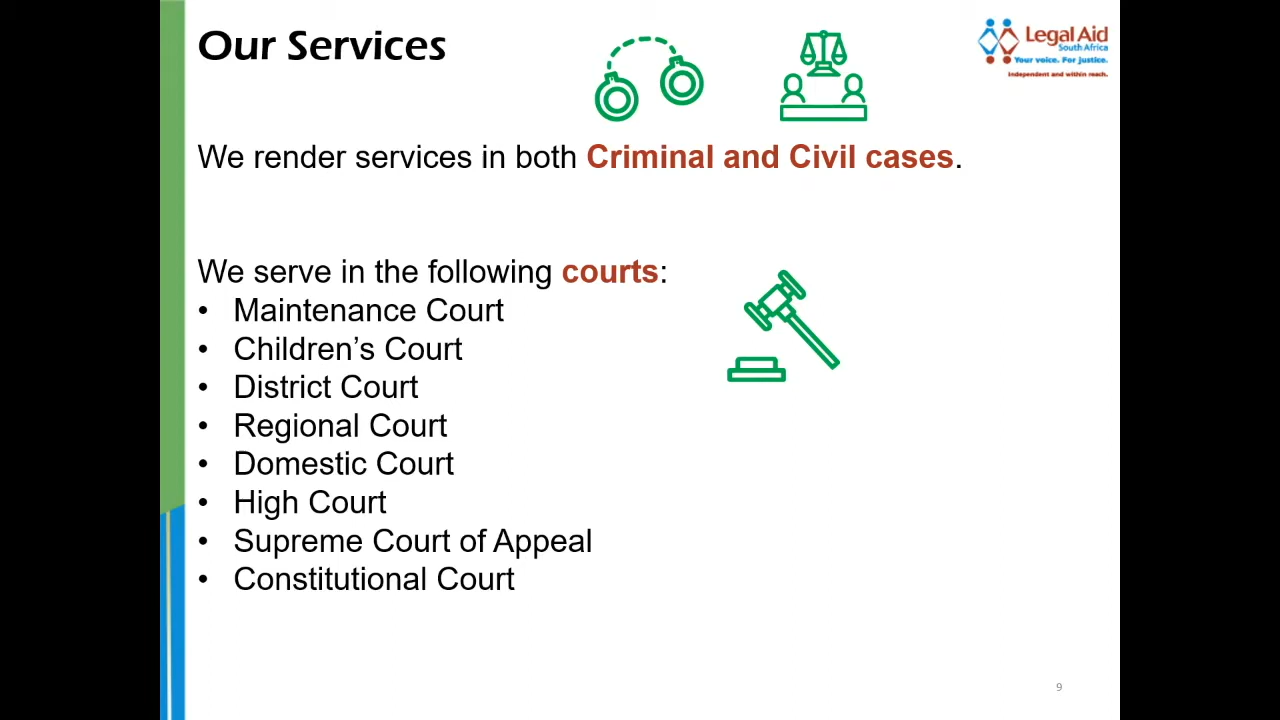 Our Services
Legal Aid
South Africa
Your voice. For justice.
Independent and within reach.
We render services in both Criminal and Civil cases.
We serve in the following courts:
• Maintenance Court
• Children’s Court
• District Court
• Regional Court
• Domestic Court
• High Court
• Supreme Court of Appeal
• Constitutional Court
9